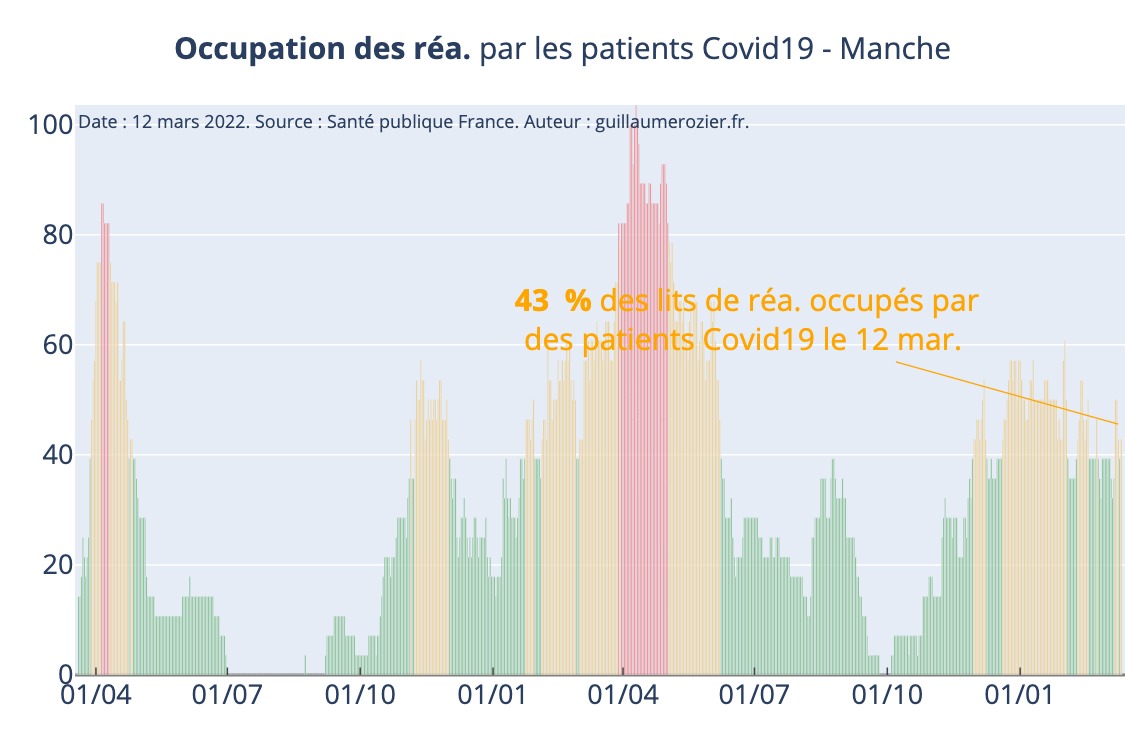 Occupation des réa. par les patients Covid19 - Manche
Date : 12 mars 2022. Source : Santé publique France. Auteur : guillaumerozier.fr.
100
80
60
40
20
0
43 % des lits de réa. occupés par
des patients Covid19 le 12 mar.
01/04 01/07 01/10 01/01 01/04 01/07 01/10 01/01